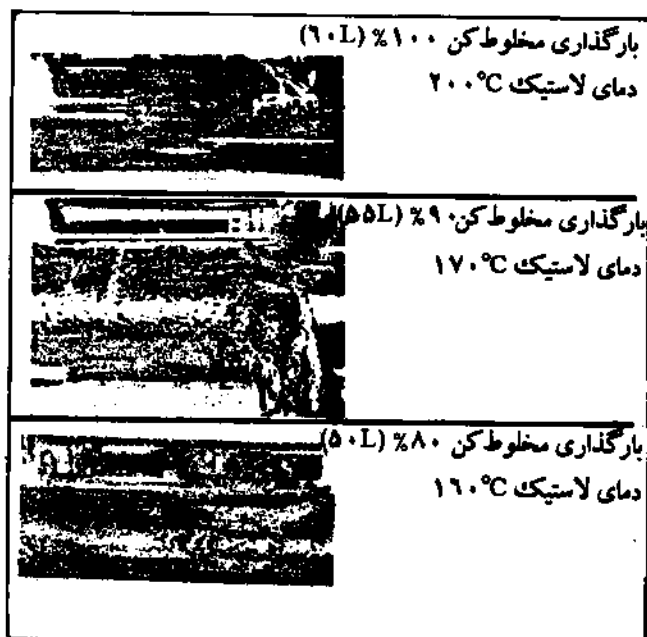 بارگذاری مخلوط کن ۱۰۰% (۶۰L)
دمای لاستیک ۲۰۰°C
بارگذاری مخلوط کن ۹۰% (۵۵L)
دمای لاستیک ۱۷۰°C
بارگذاری مخلوط کن ۸۰% (۵۰L)
دمای لاستیک ۱۶۰°C